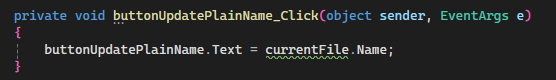 private void buttonUpdatePlainName_Click(object sender, EventArgs e)
{
buttonUpdatePlainName.Text = currentFile.Name;
}